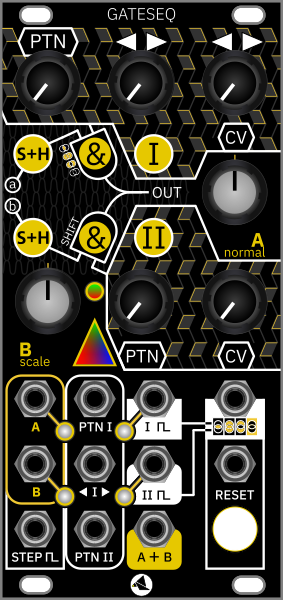 GATESEQ
PTN
◀ ▶ ◀ ▶
S+H & I CV
a
OUT
b
S+H SHIFT & II
A
normal
B
scale
PTN CV
A PTN I I
B ◀ I ▶ II RESET
STEP PTN II A + B